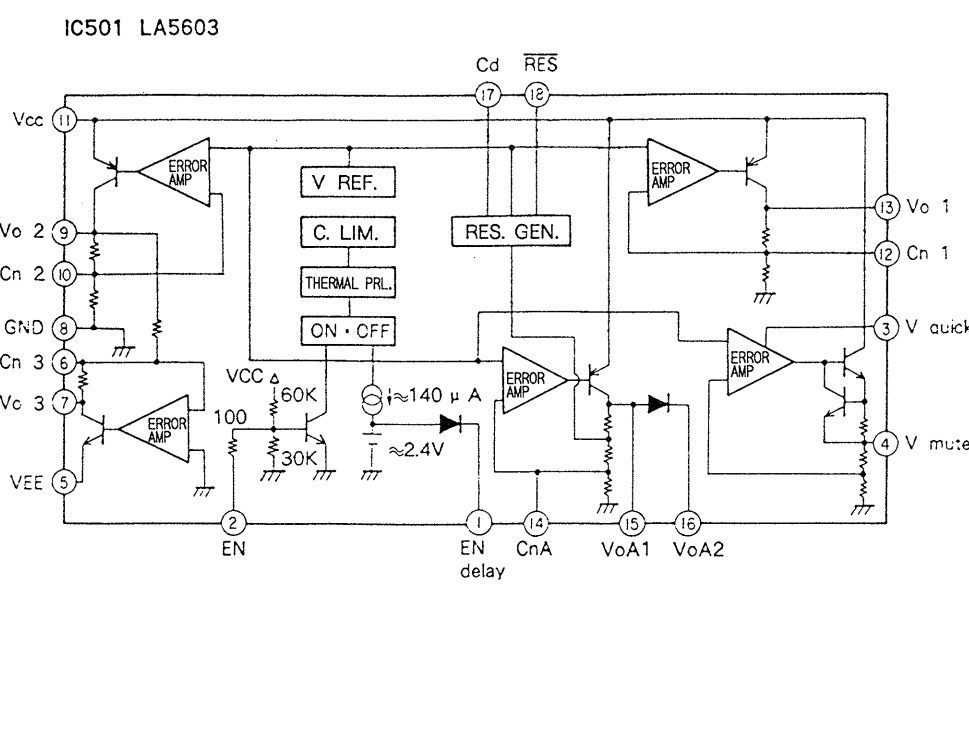 IC501 LA5603
Cd RES
17 18
Vcc 11
ERROR AMP
V REF.
ERROR AMP
13 Vo 1
Vo 2 9
C. LIM.
RES. GEN.
12 Cn 1
Cn 2 10
THERMAL PRL.
GND 8
ON · OFF
3 V quick
Cn 3 6
ERROR AMP
ERROR AMP
VCC
60K
≈140 μ A
Vo 3 7
100
ERROR AMP
30K
≈2.4V
4 V mute
VEE 5
2 1 14 15 16
EN EN delay CnA VoA1 VoA2